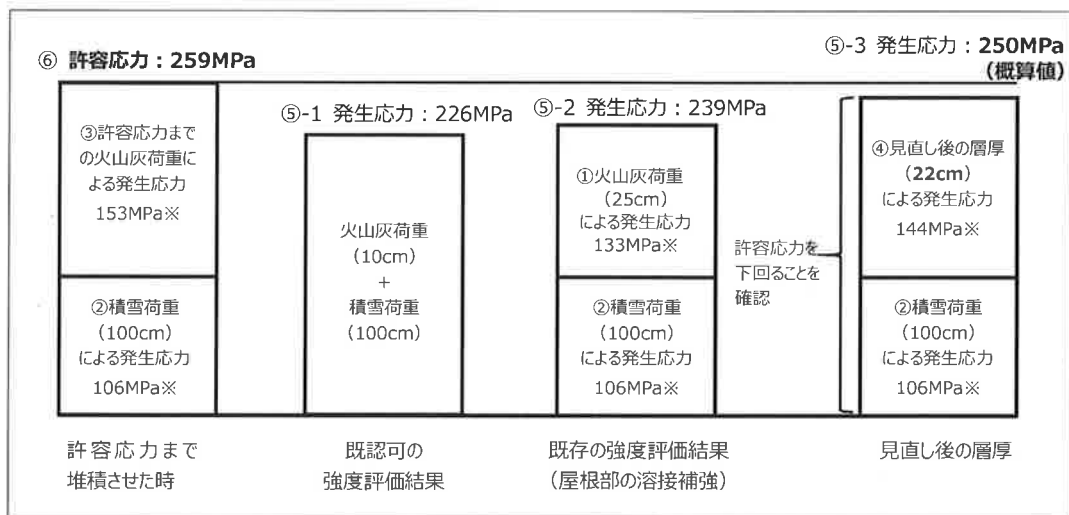 ⑥ 許容応力：259MPa
③許容応力まで
の火山灰荷重に
よる発生応力
153MPa※
②積雪荷重
(100cm)
による発生応力
106MPa※
許容応力まで
堆積させた時
⑤-1 発生応力：226MPa
火山灰荷重
(10cm)
+
積雪荷重
(100cm)
既認可の
強度評価結果
⑤-2 発生応力：239MPa
①火山灰荷重
(25cm)
による発生応力
133MPa※
②積雪荷重
(100cm)
による発生応力
106MPa※
既存の強度評価結果
(屋根部の溶接補強)
許容応力を
下回ることを
確認
⑤-3 発生応力：250MPa
(概算値)
④見直し後の層厚
(22cm)
による発生応力
144MPa※
②積雪荷重
(100cm)
による発生応力
106MPa※
見直し後の層厚